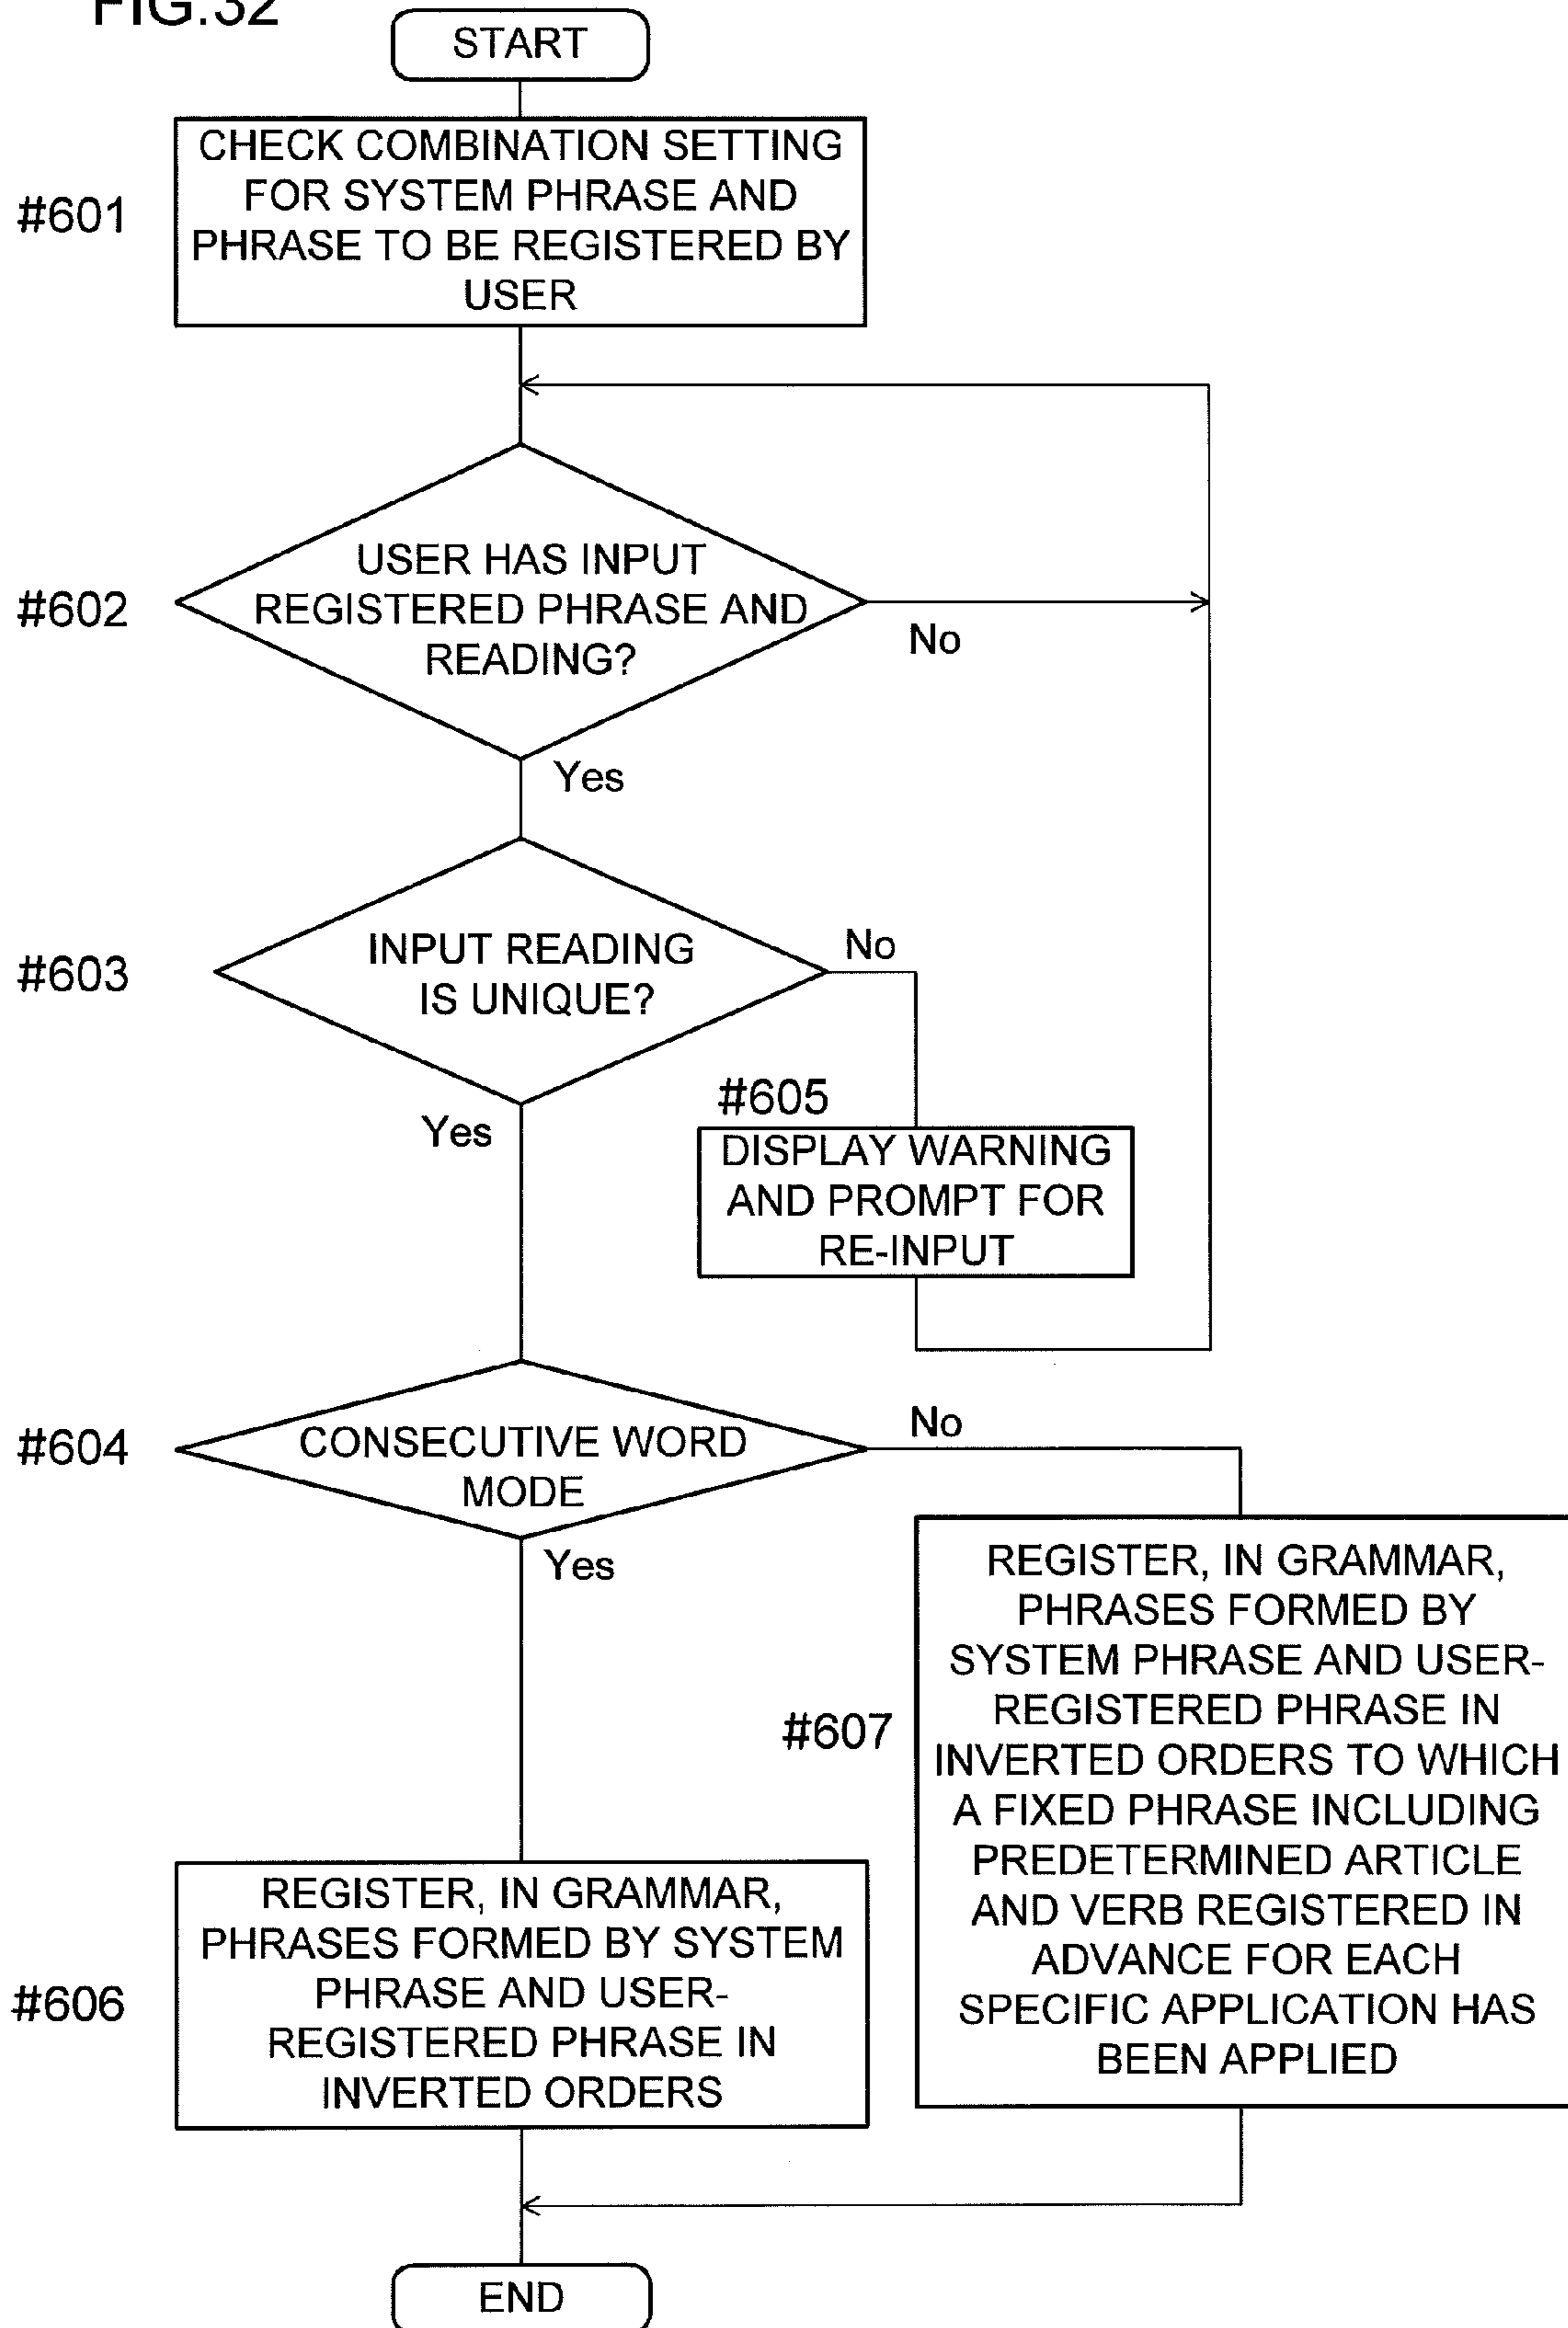 FIG.32
START
#601
CHECK COMBINATION SETTING
FOR SYSTEM PHRASE AND
PHRASE TO BE REGISTERED BY
USER
#602
USER HAS INPUT
REGISTERED PHRASE AND
READING?
No
Yes
#603
INPUT READING
IS UNIQUE?
No
Yes
#605
DISPLAY WARNING
AND PROMPT FOR
RE-INPUT
#604
CONSECUTIVE WORD
MODE
No
Yes
#607
REGISTER, IN GRAMMAR,
PHRASES FORMED BY
SYSTEM PHRASE AND USER-
REGISTERED PHRASE IN
INVERTED ORDERS TO WHICH
A FIXED PHRASE INCLUDING
PREDETERMINED ARTICLE
AND VERB REGISTERED IN
ADVANCE FOR EACH
SPECIFIC APPLICATION HAS
BEEN APPLIED
#606
REGISTER, IN GRAMMAR,
PHRASES FORMED BY SYSTEM
PHRASE AND USER-
REGISTERED PHRASE IN
INVERTED ORDERS
END